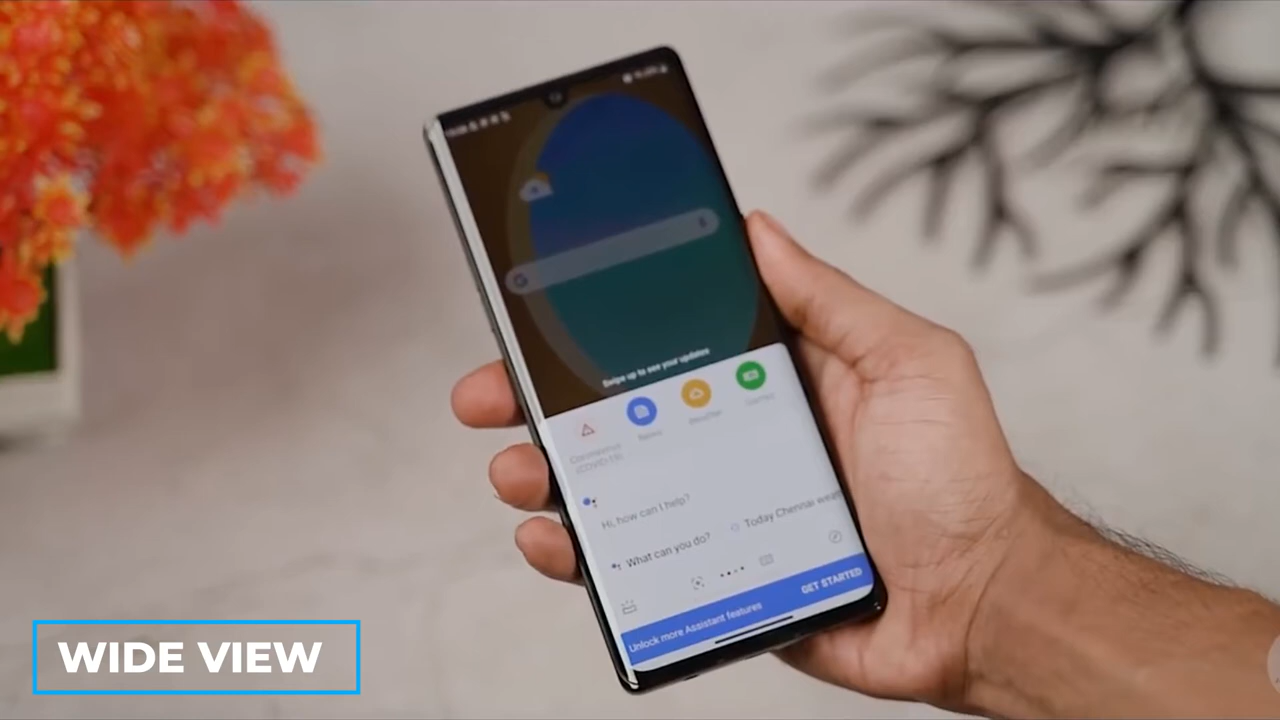 Swipe up to see your updates
News
Weather
Coronavirus
(COVID-19)
Hi, how can I help?
What can you do?
Today Chennai
Unlock more Assistant features
GET STARTED
WIDE VIEW